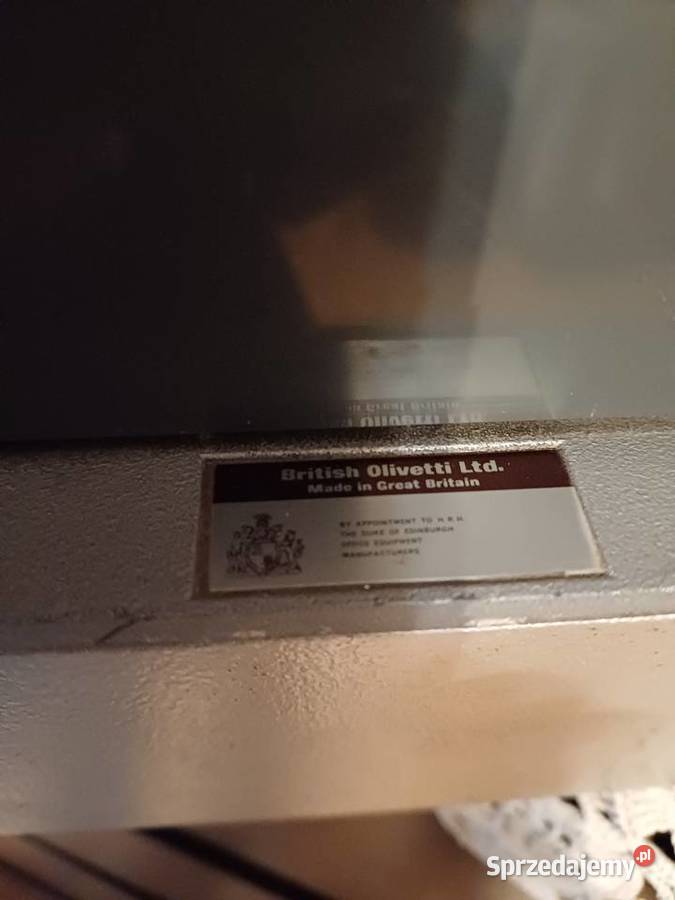 British Olivetti Ltd.
Made in Great Britain
BY APPOINTMENT TO H.R.H.
THE DUKE OF EDINBURGH
OFFICE EQUIPMENT
MANUFACTURERS
Sprzedajemy.pl